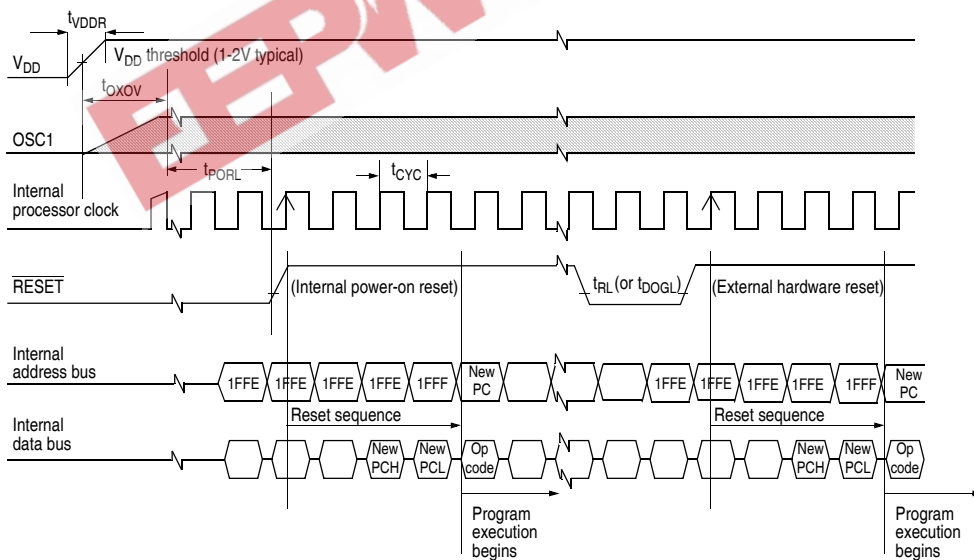 tVDDR
VDD threshold (1-2V typical)
VDD
tOXOV
OSC1
tPORL
tCYC
Internal
processor clock
RESET
(Internal power-on reset)
tRL (or tDOGL)
(External hardware reset)
Internal
address bus
1FFE 1FFE 1FFE 1FFE 1FFF New PC 1FFE 1FFE 1FFE 1FFE 1FFF New PC
Reset sequence Reset sequence
Internal
data bus
New PCH New PCL Op code New PCH New PCL Op code
Program
execution
begins
Program
execution
begins